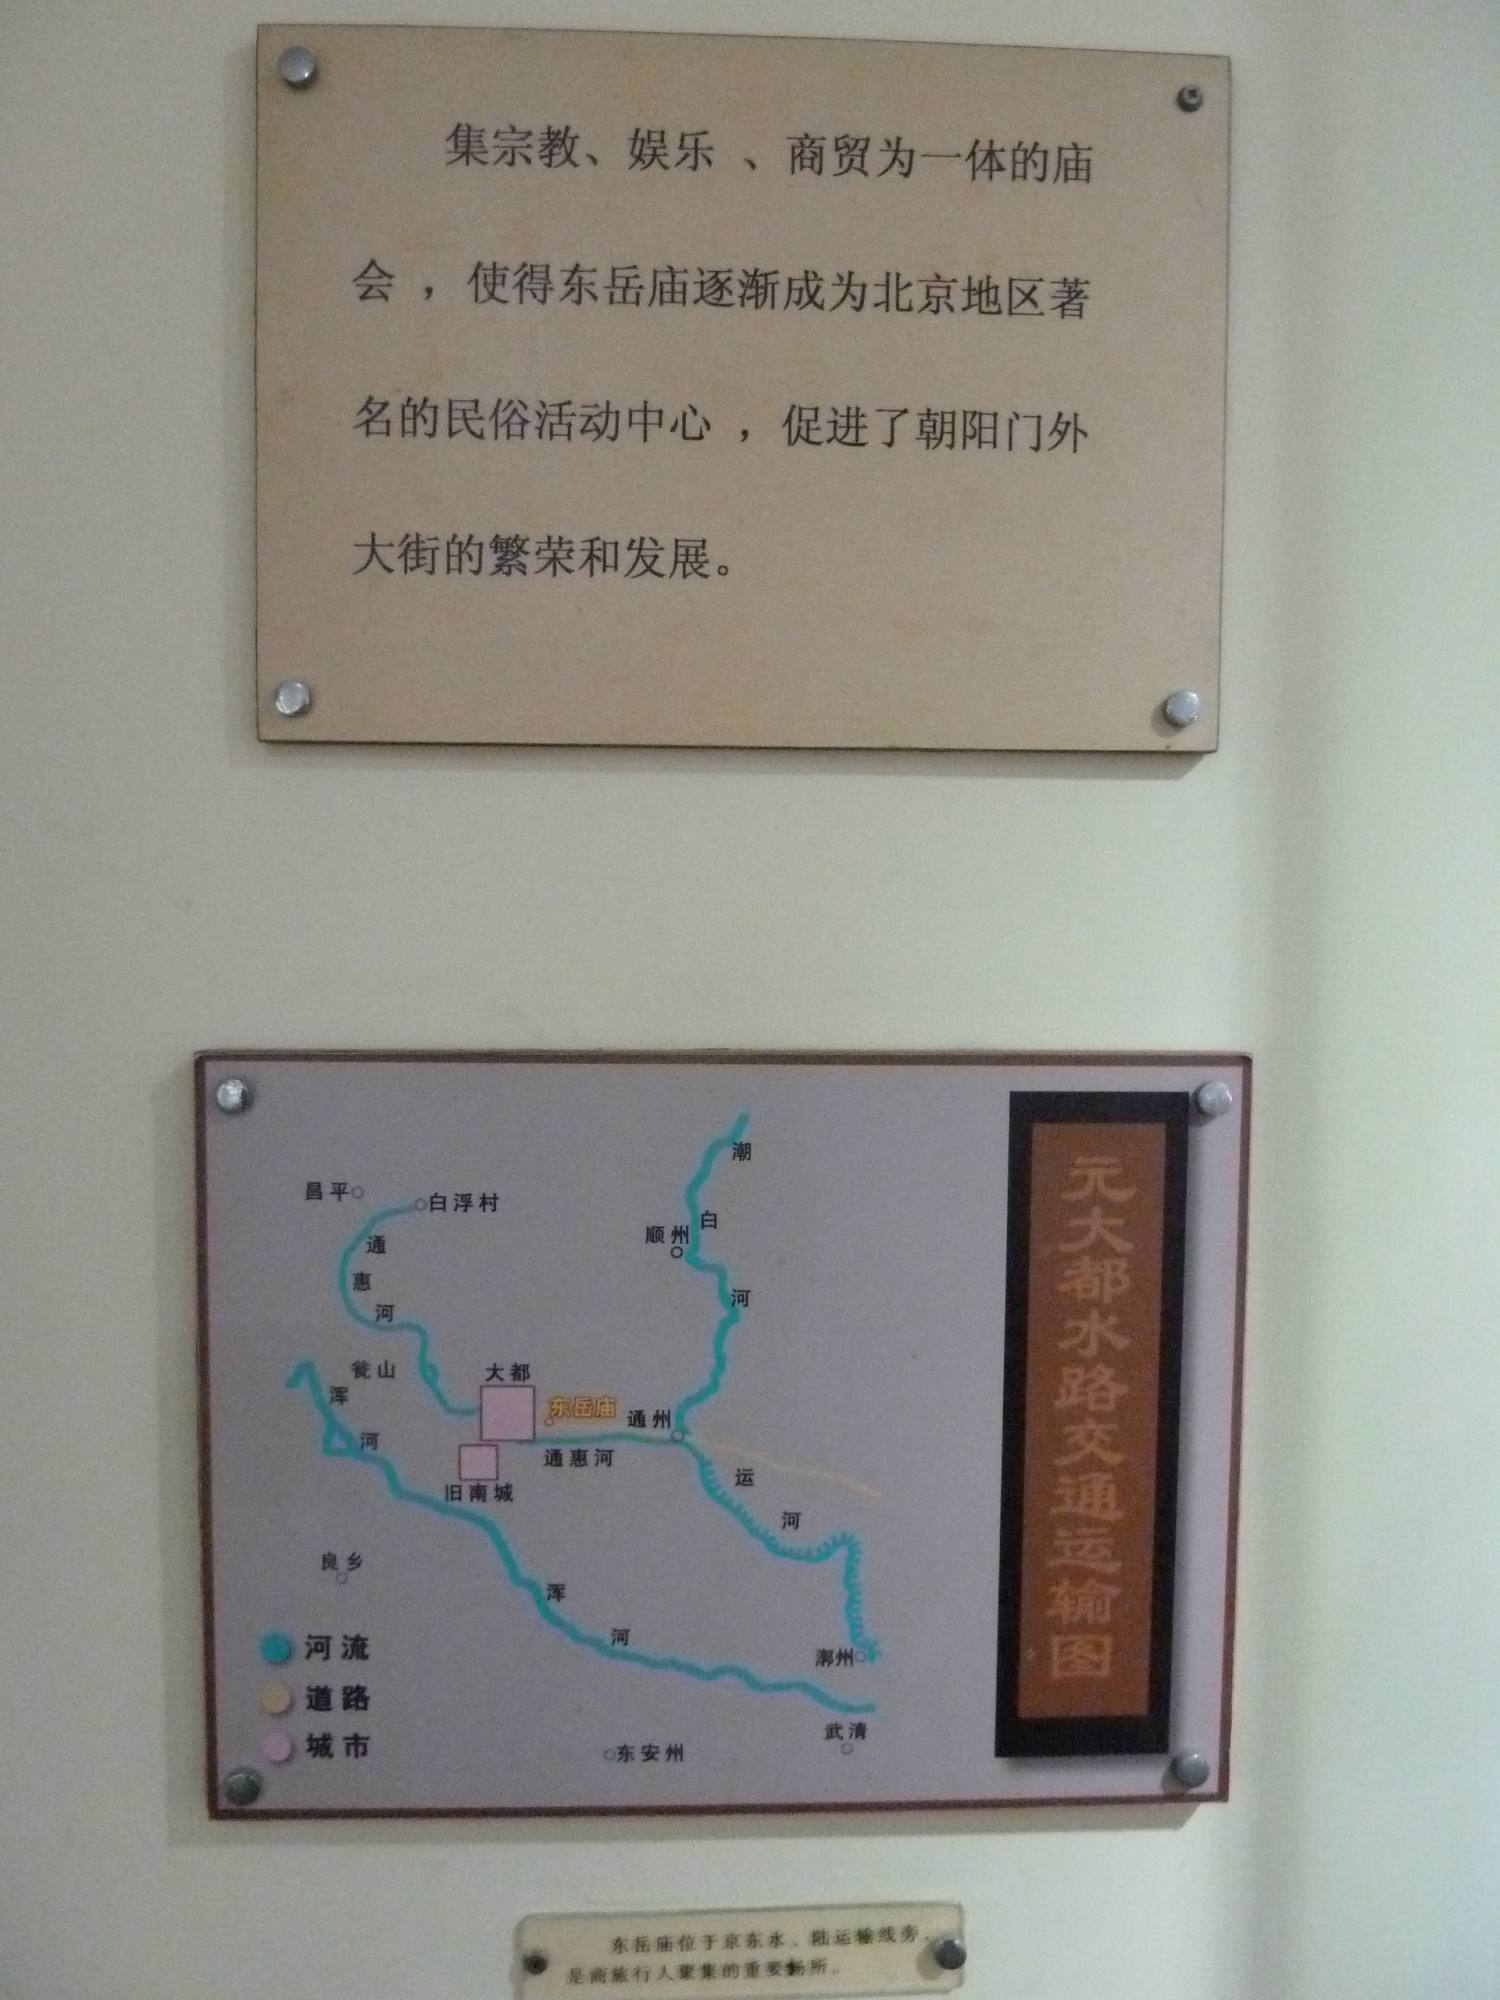 集宗教、娱乐 、商贸为一体的庙
会 ，使得东岳庙逐渐成为北京地区著
名的民俗活动中心 ，促进了朝阳门外
大街的繁荣和发展。
元大都水路交通运输图
潮白河
昌平
白浮村
顺州
通惠河
瓮山
大都
浑河
东岳庙
通州
通惠河
旧南城
运河
良乡
浑河
河流
漷州
道路
武清
城市
东安州
东岳庙位于京东水、陆运输线旁，
是商旅行人聚集的重要场所。